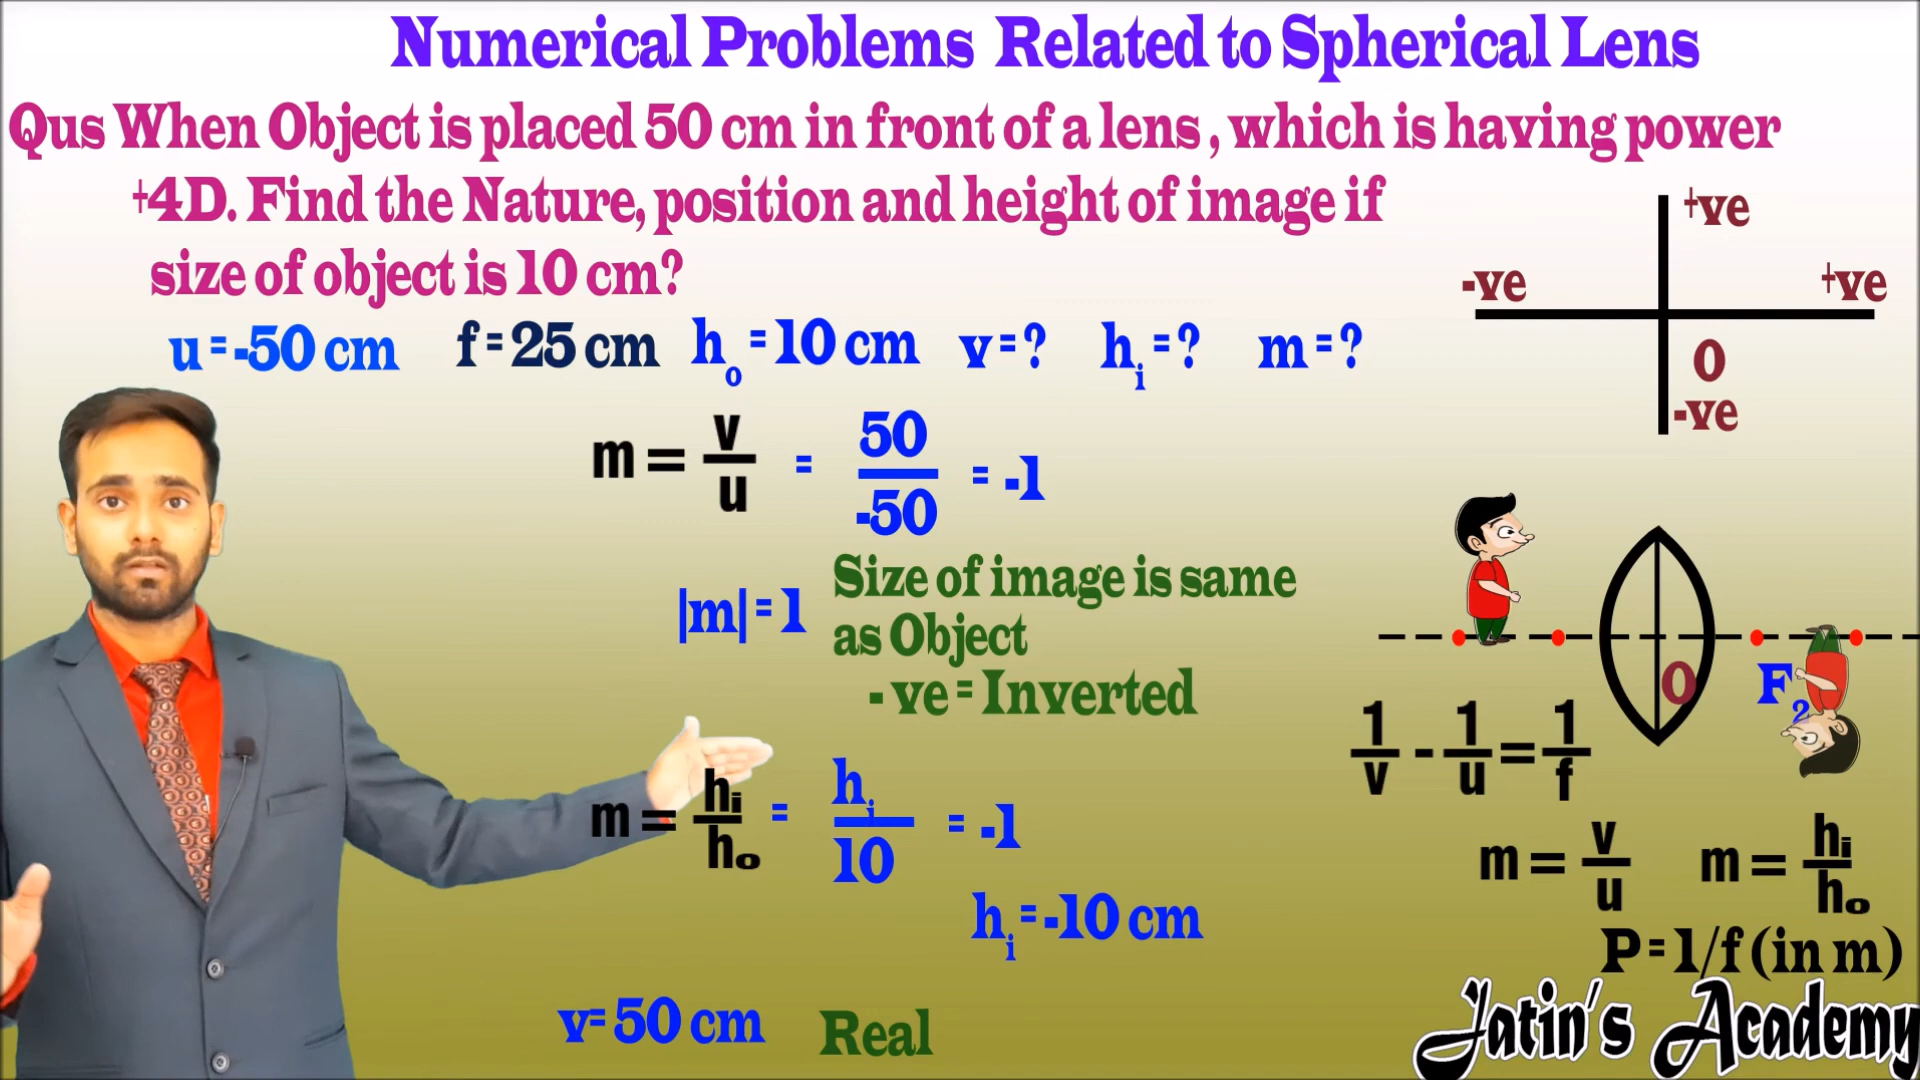 Numerical Problems Related to Spherical Lens
Qus When Object is placed 50 cm in front of a lens , which is having power
+4D. Find the Nature, position and height of image if
size of object is 10 cm?
u = -50 cm f = 25 cm hₒ = 10 cm v = ? hᵢ = ? m = ?
+ve
-ve +ve
O
-ve
m = v/u = 50/-50 = -1
|m| = 1 Size of image is same
as Object
- ve = Inverted
O F₂
1/v - 1/u = 1/f
m = hᵢ/hₒ = hᵢ/10 = -1
m = v/u m = hᵢ/hₒ
hᵢ = -10 cm
P = 1/f (in m)
v= 50 cm Real
Jatin's Academy